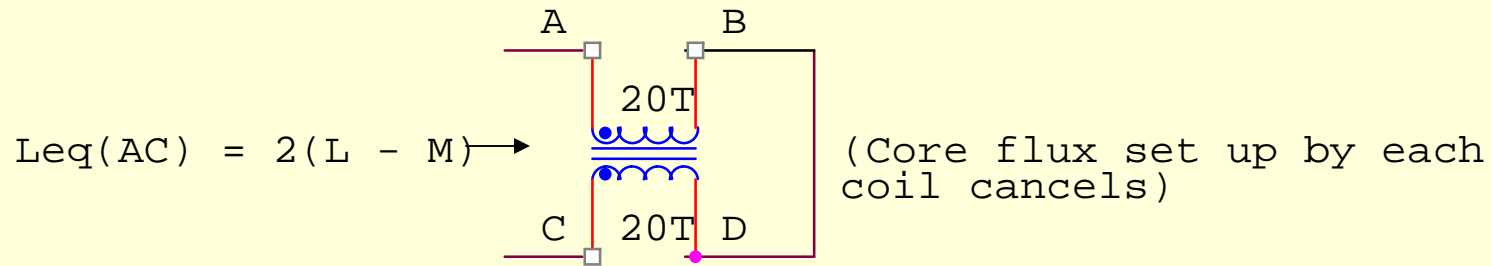 A B
20T
Leq(AC) = 2(L - M)
(Core flux set up by each
coil cancels)
C 20T D